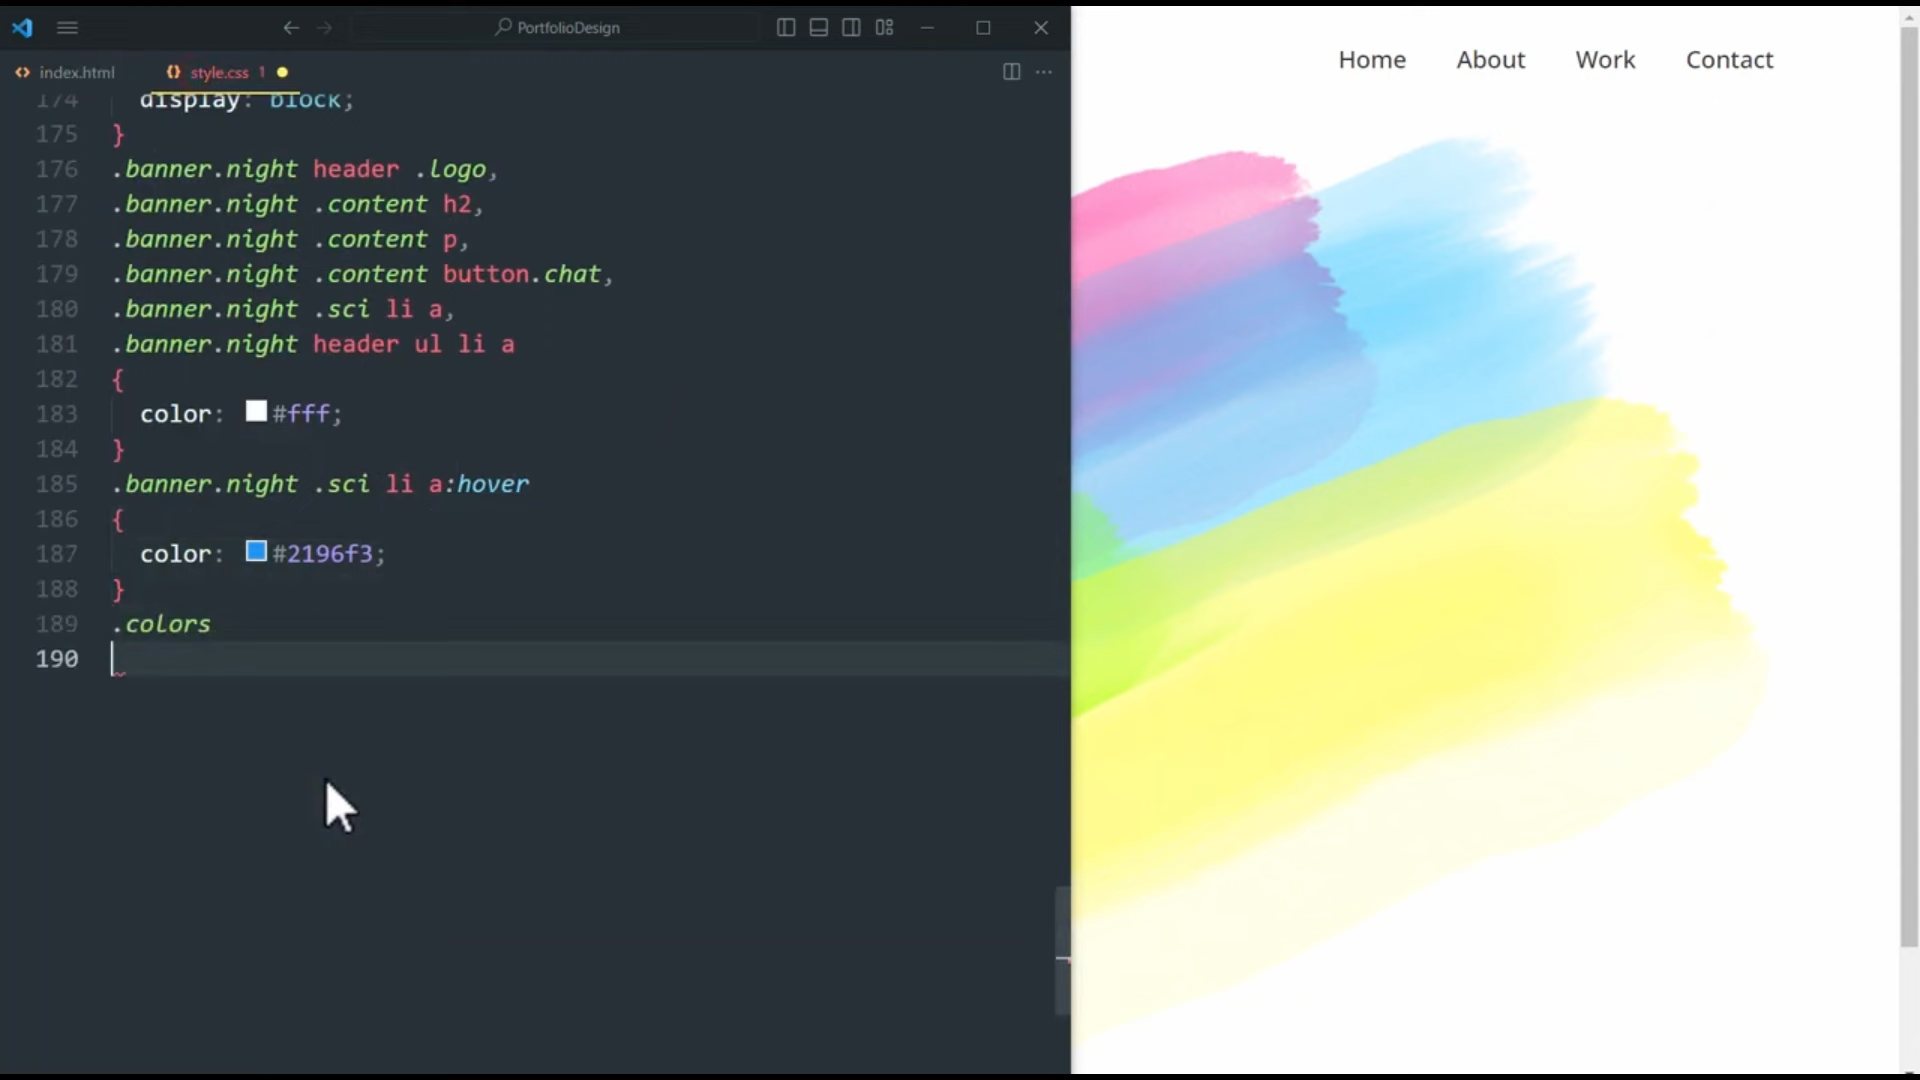 PortfolioDesign
index.html
style.css 1
174 display: block;
175 }
176 .banner.night header .logo,
177 .banner.night .content h2,
178 .banner.night .content p,
179 .banner.night .content button.chat,
180 .banner.night .sci li a,
181 .banner.night header ul li a
182 {
183 color: #fff;
184 }
185 .banner.night .sci li a:hover
186 {
187 color: #2196f3;
188 }
189 .colors
190
Home About Work Contact